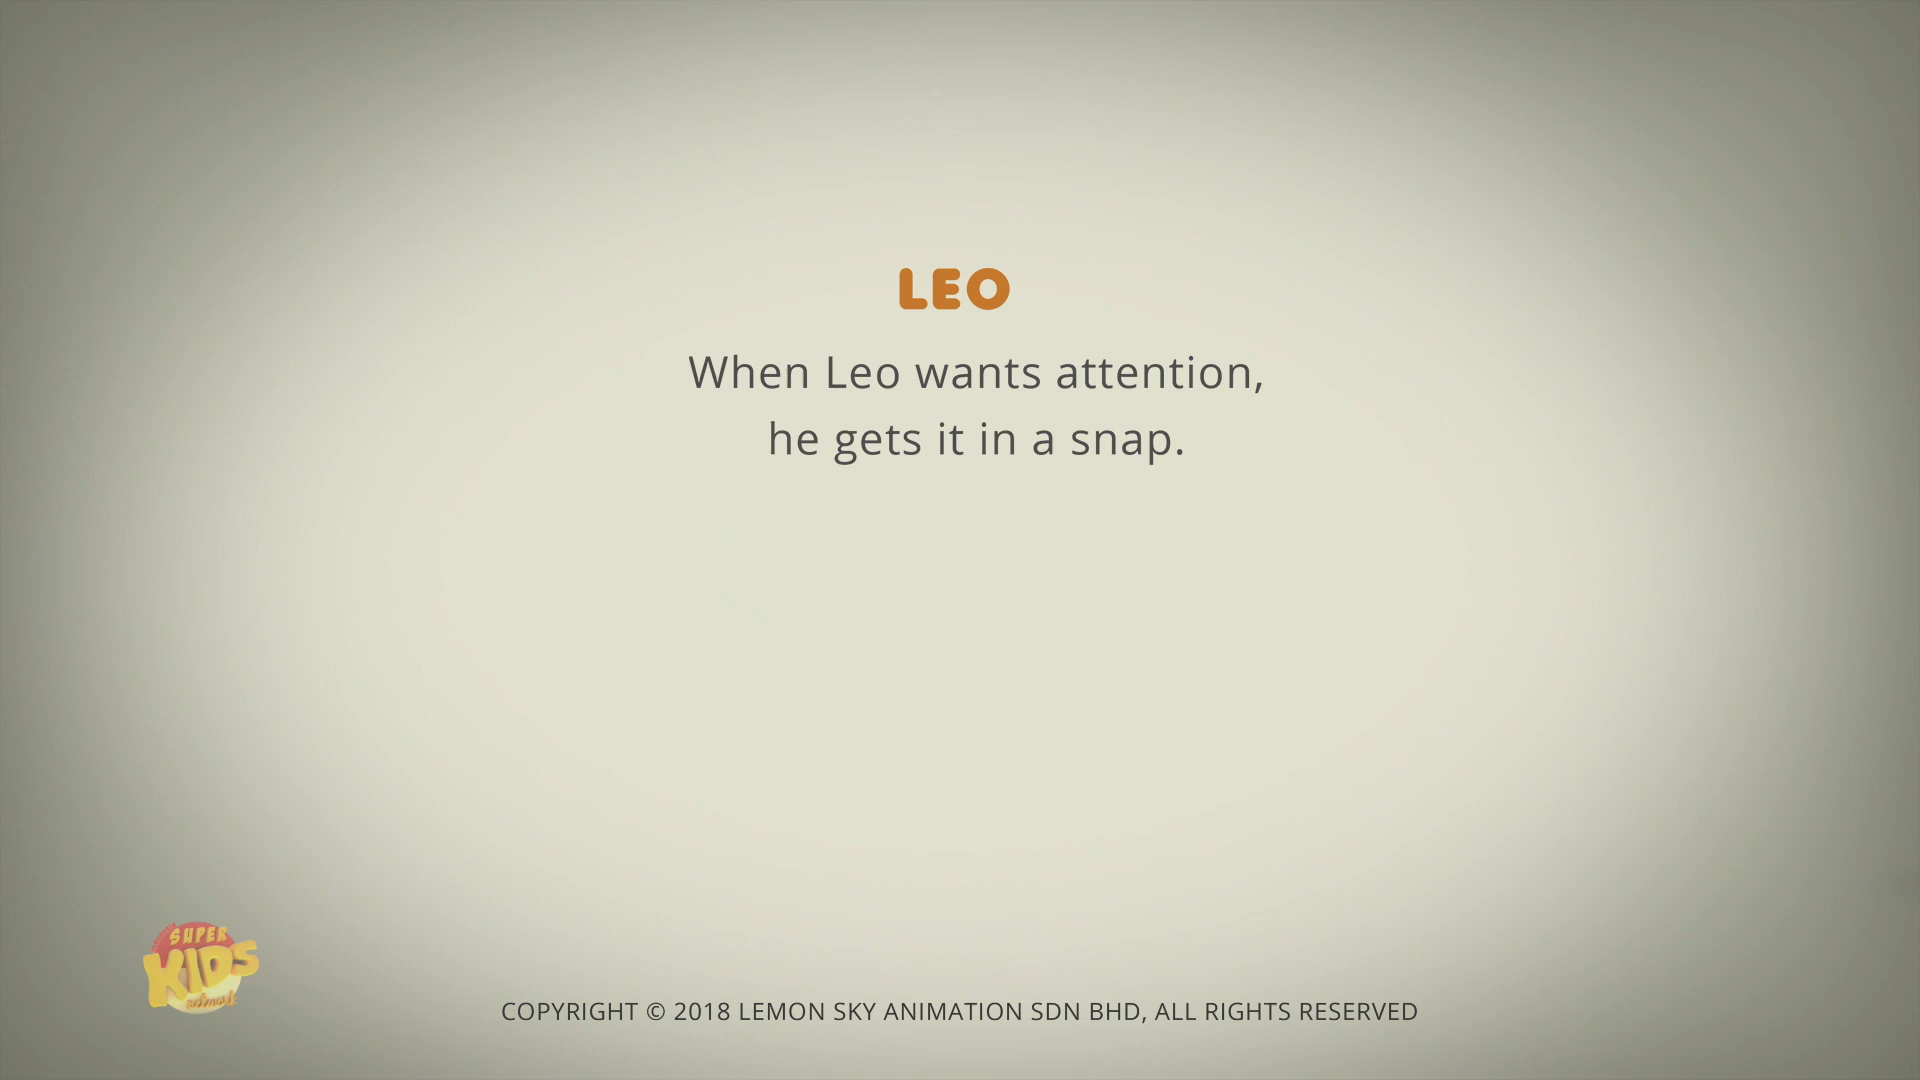 LEO
When Leo wants attention,
he gets it in a snap.
SUPER
KIDS
network
COPYRIGHT © 2018 LEMON SKY ANIMATION SDN BHD, ALL RIGHTS RESERVED